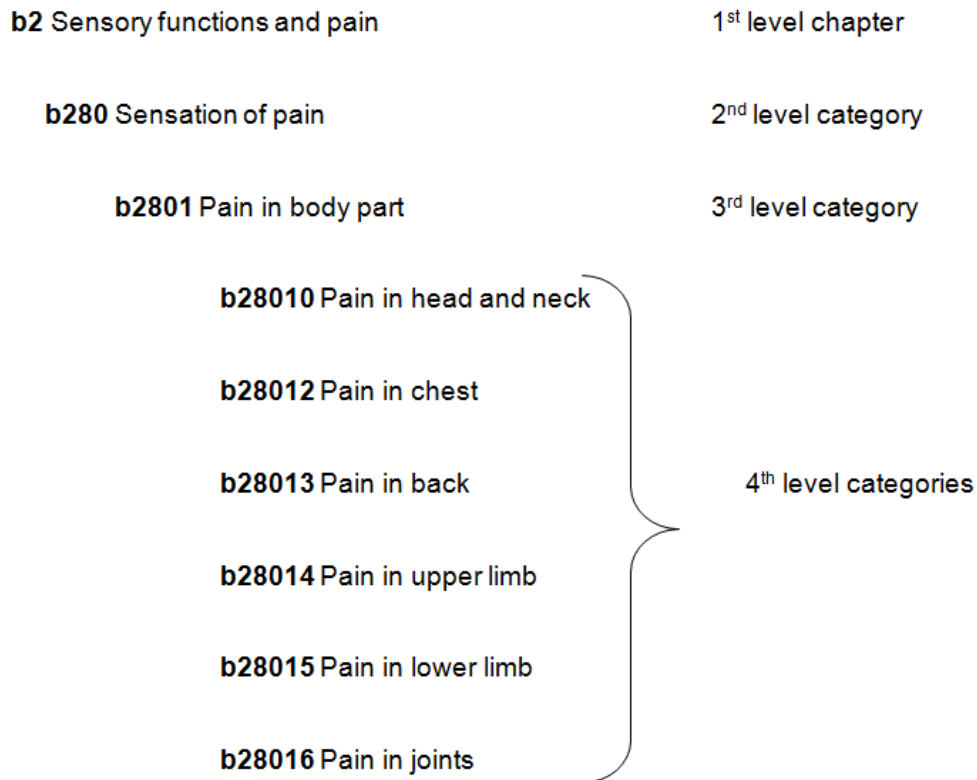 b2 Sensory functions and pain 1st level chapter
b280 Sensation of pain 2nd level category
b2801 Pain in body part 3rd level category
b28010 Pain in head and neck
b28012 Pain in chest
b28013 Pain in back 4th level categories
b28014 Pain in upper limb
b28015 Pain in lower limb
b28016 Pain in joints